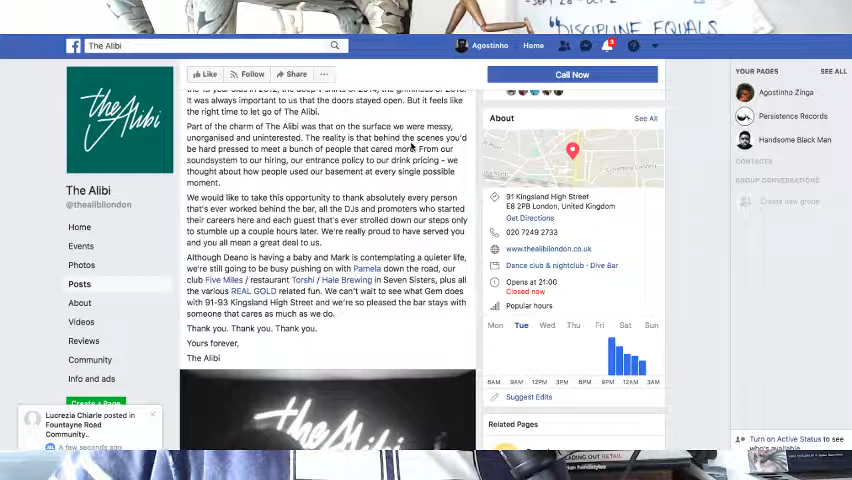 "DISCIPLINE EQUALS
The Alibi
Agostinho
Home
3
Like
Follow
Share
Call Now
It was always important to us that the doors stayed open. But it feels like
the right time to let go of The Alibi.
Part of the charm of The Alibi was that on the surface we were messy,
unorganised and uninterested. The reality is that behind the scenes you'd
be hard pressed to meet a bunch of people that cared more. From our
soundsystem to our hiring, our entrance policy to our drink pricing - we
thought about how people used our basement at every single possible
moment.
We would like to take this opportunity to thank absolutely every person
that's ever worked behind the bar, all the DJs and promoters who started
their careers here and each guest that's ever strolled down our steps only
to stumble up a couple hours later. We're really proud to have served you
and you all mean a great deal to us.
Although Deano is having a baby and Mark is contemplating a quieter life,
we're still going to be busy pushing on with Pamela down the road, our
club Five Miles / restaurant Torshi / Hale Brewing in Seven Sisters, plus all
the various REAL GOLD related fun. We can't wait to see what Gem does
with 91-93 Kingsland High Street and we're so pleased the bar stays with
someone that cares as much as we do.
Thank you. Thank you. Thank you.
Yours forever,
The Alibi
the Alibi
the Alibi
The Alibi
@thealibilondon
Home
Events
Photos
Posts
About
Videos
Reviews
Community
Info and ads
Create a Page
Lucrezia Chiarle posted in
Fountayne Road
Community..
A few seconds ago
About
See All
91 Kingsland High Street
E8 2PB London, United Kingdom
Get Directions
020 7249 2733
www.thealibilondon.co.uk
Dance club & nightclub · Dive Bar
Opens at 21:00
Closed now
Popular hours
Mon Tue Wed Thu Fri Sat Sun
6AM 9AM 12PM 3PM 6PM 9PM 12AM 3AM
Suggest Edits
Related Pages
YOUR PAGES
SEE ALL
Agostinho Zinga
Persistence Records
Handsome Black Man
CONTACTS
GROUP CONVERSATIONS
Create new group
Turn on Active Status to see
who's available.